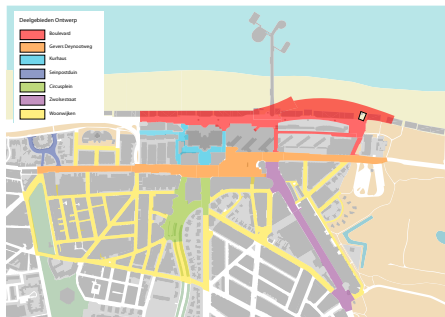 Deelgebieden Ontwerp
Boulevard
Gevers Deynootweg
Kurhaus
Seinpostduin
Circusplein
Zwolsestraat
Woonwijken